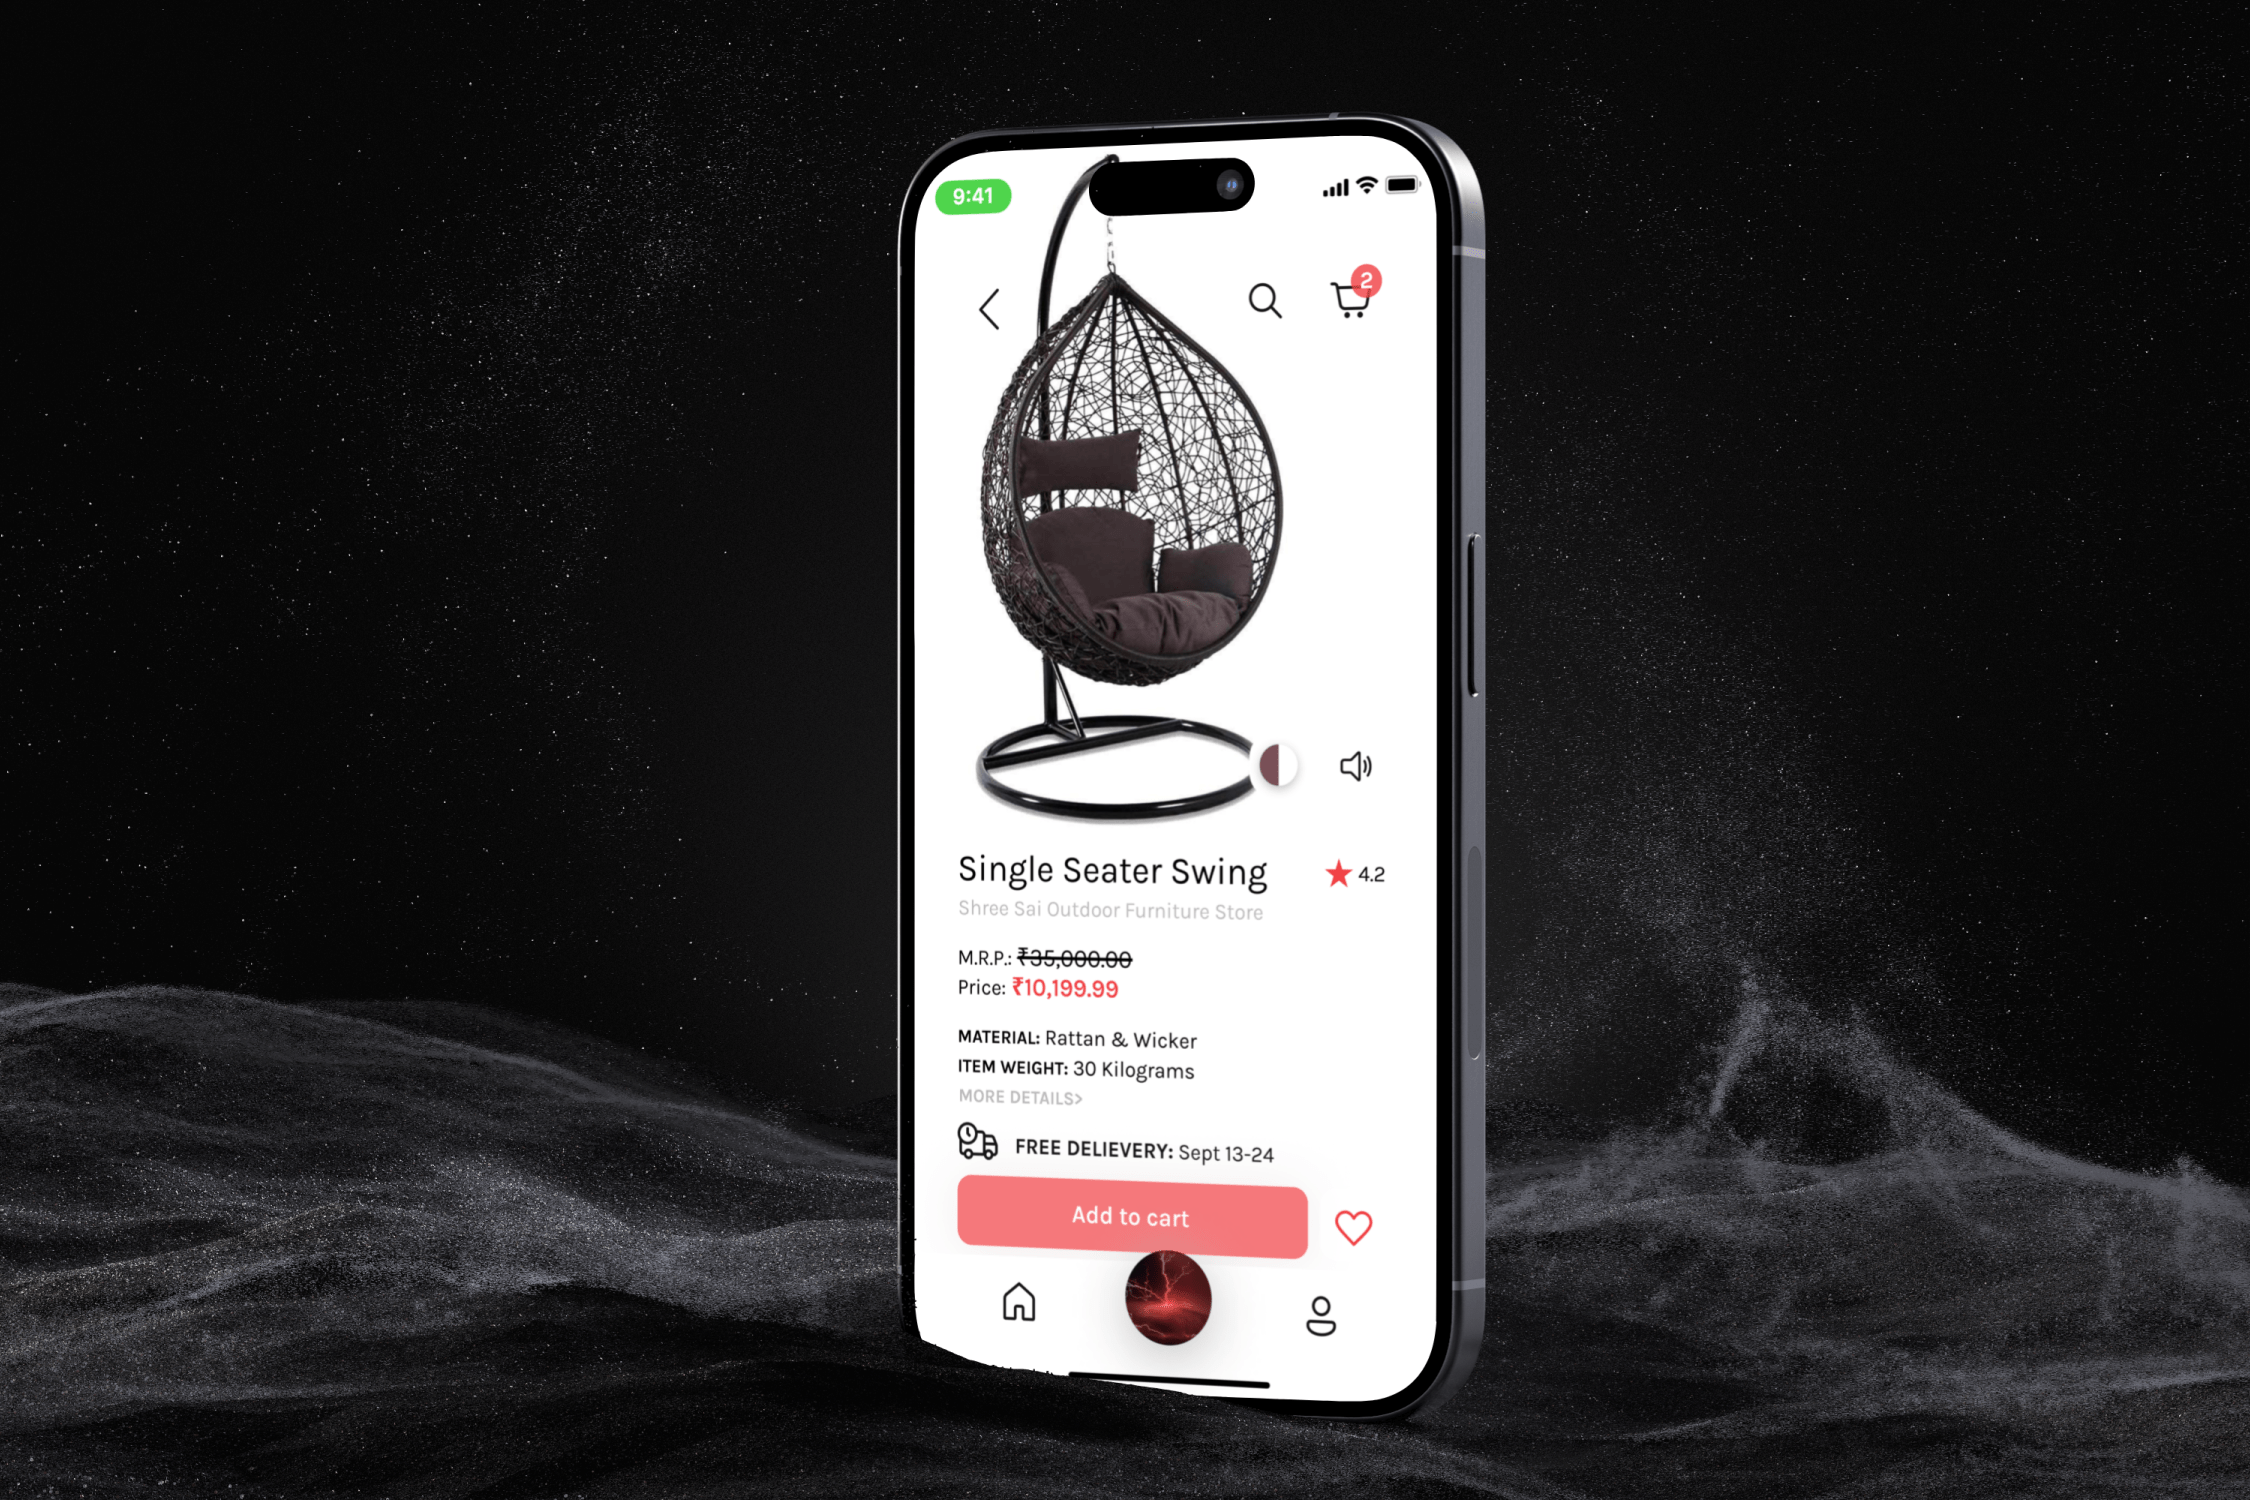 9:41
2
Single Seater Swing
4.2
Shree Sai Outdoor Furniture Store
M.R.P.: ₹35,000.00
Price: ₹10,199.99
MATERIAL: Rattan & Wicker
ITEM WEIGHT: 30 Kilograms
MORE DETAILS>
FREE DELIEVERY: Sept 13-24
Add to cart